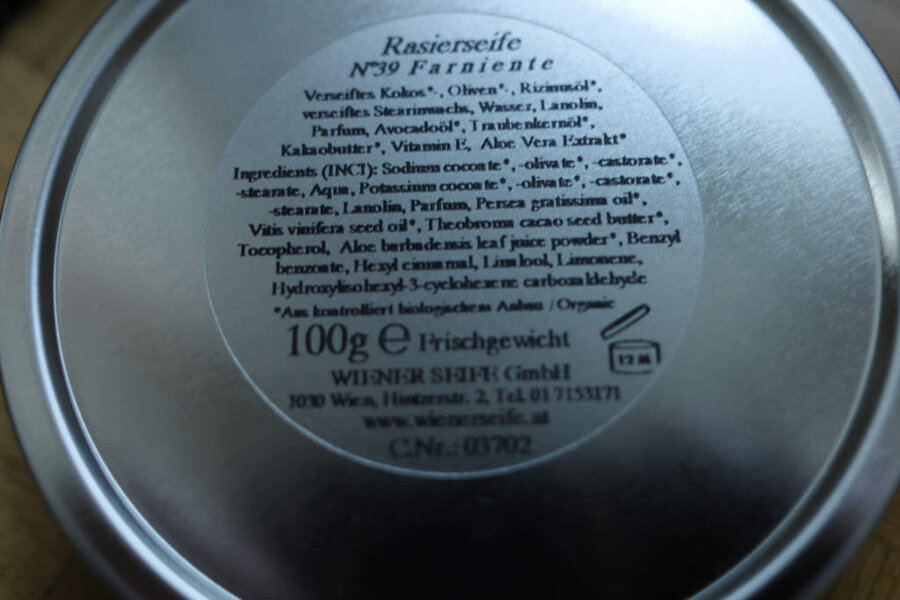 Rasierseife
N°39 Farniente
Verseiftes Kokos*-, Oliven*-, Rizinusöl*,
verseiftes Stearinwachs, Wasser, Lanolin,
Parfum, Avocadoöl*, Traubenkernöl*,
Kakaobutter*, Vitamin E, Aloe Vera Extrakt*
Ingredients (INCI): Sodium cocoate*, -olivate*, -castorate*,
-stearate, Aqua, Potassium cocoate*, -olivate*, -castorate*,
-stearate, Lanolin, Parfum, Persea gratissima oil*,
Vitis vinifera seed oil*, Theobroma cacao seed butter*,
Tocopherol, Aloe barbadensis leaf juice powder*, Benzyl
benzoate, Hexyl cinnamal, Linalool, Limonene,
Hydroxylisohexyl-3-cyclohexene carboxaldehyde
*Aus kontrolliert biologischem Anbau / Organic
100g ℮ Frischgewicht
12 M
WIENER SEIFE GmbH
1030 Wien, Hintzerstr. 2, Tel. 01 7153171
www.wienerseife.at
C.Nr.: 03702